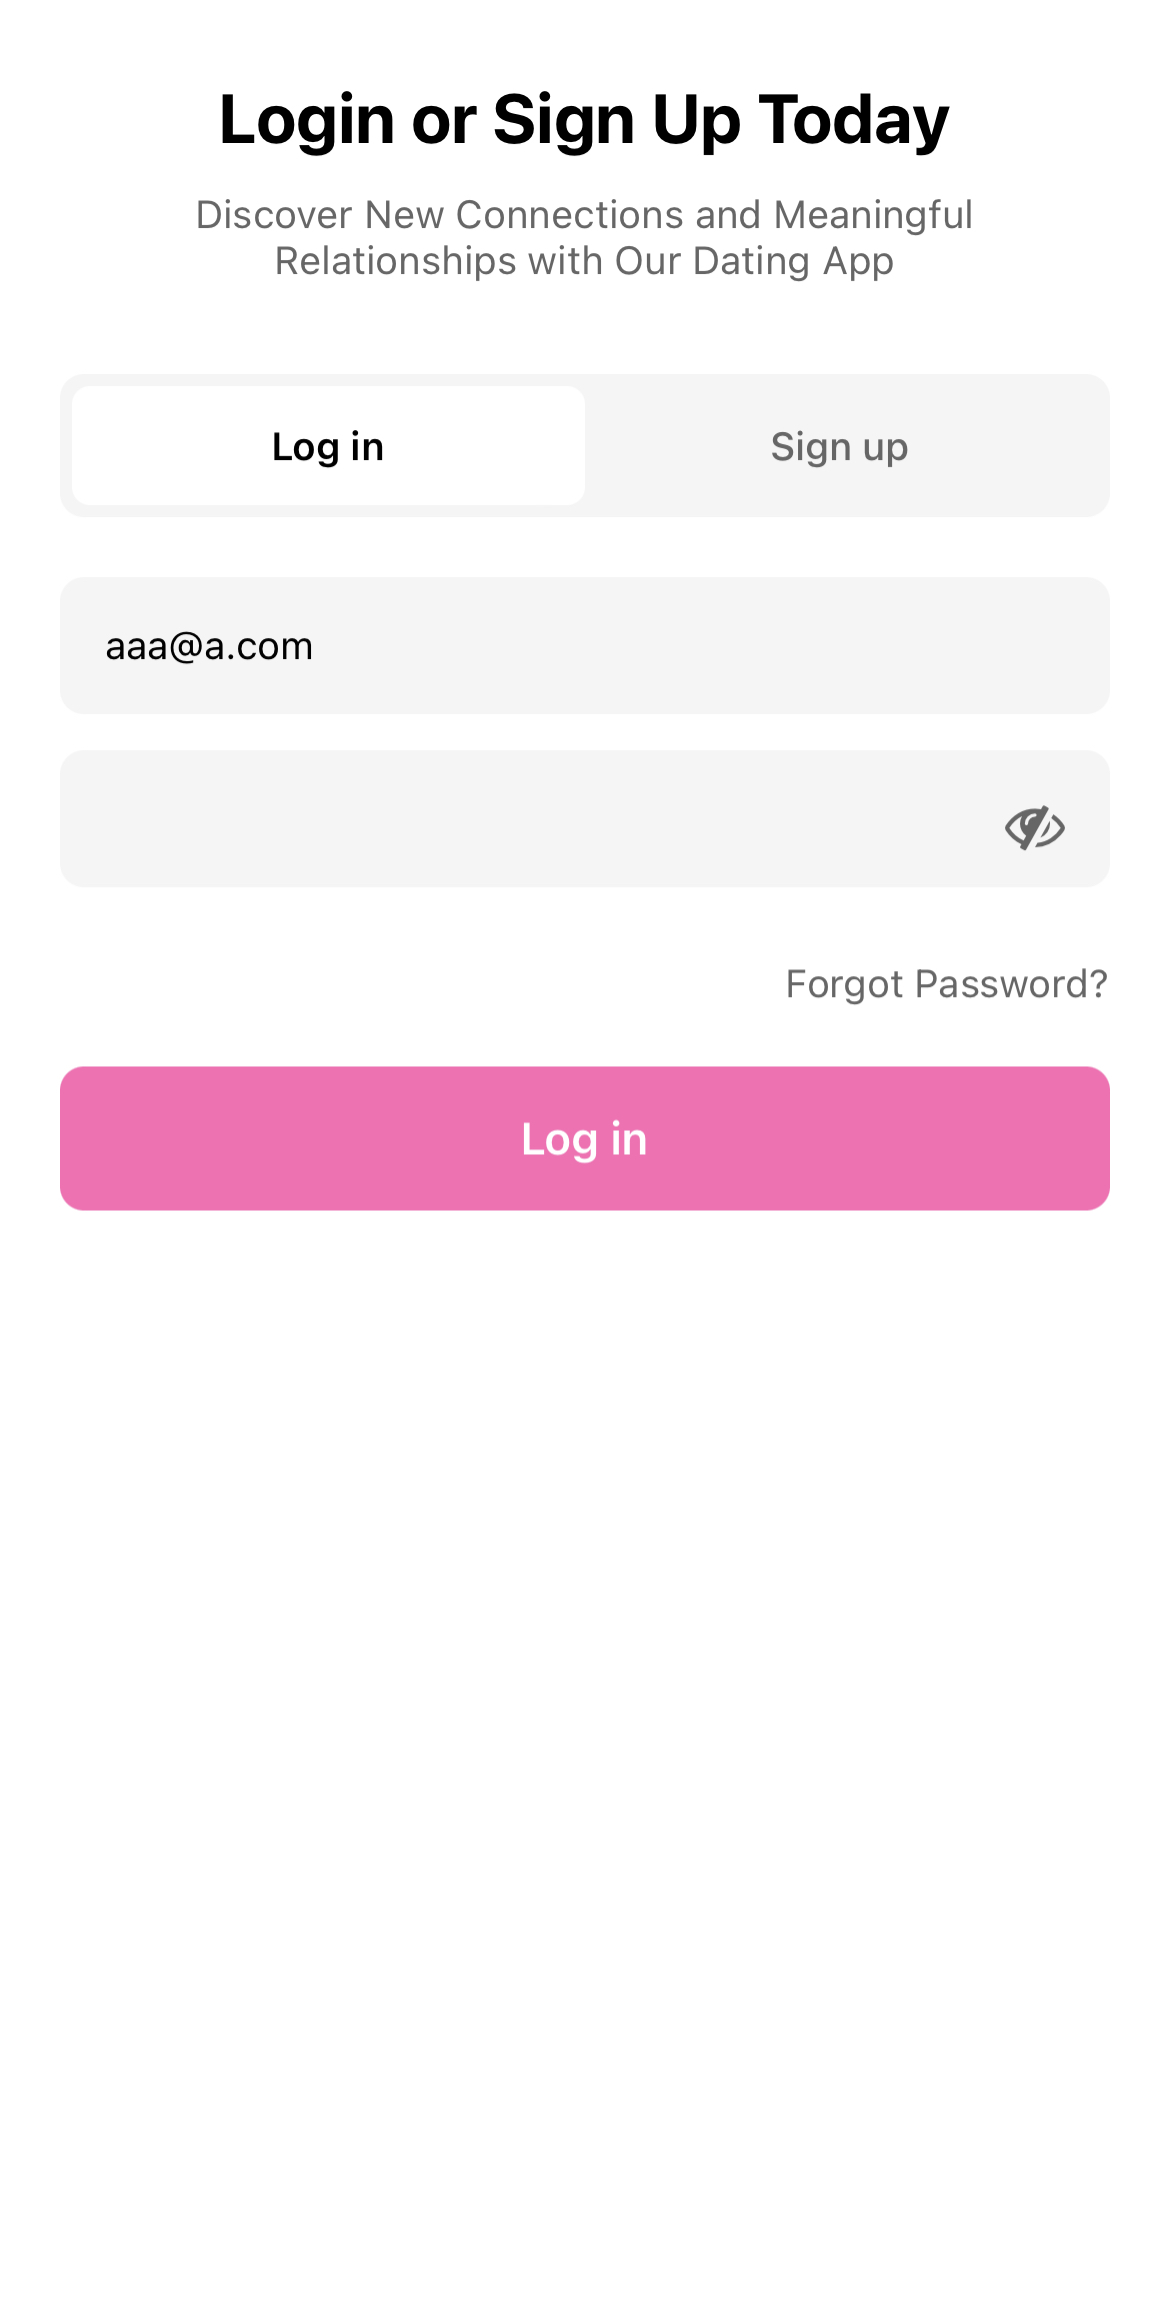 Login or Sign Up Today
Discover New Connections and Meaningful
Relationships with Our Dating App
Log in
Sign up
aaa@a.com
Forgot Password?
Log in